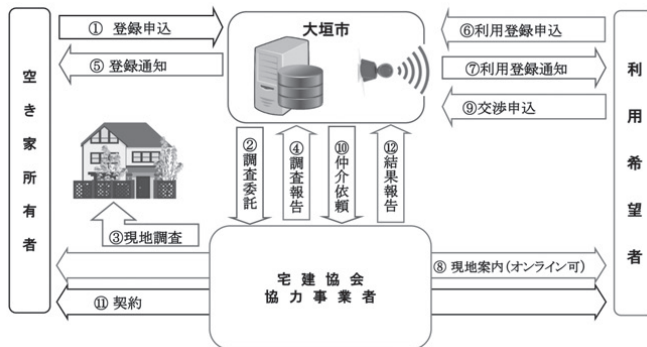 ① 登録申込
⑤ 登録通知
空き家所有者
大垣市
⑥利用登録申込
⑦利用登録通知
⑨交渉申込
利用希望者
②調査委託
④調査報告
⑩仲介依頼
⑫結果報告
③現地調査
宅建協会
協力事業者
⑧ 現地案内(オンライン可)
⑪ 契約